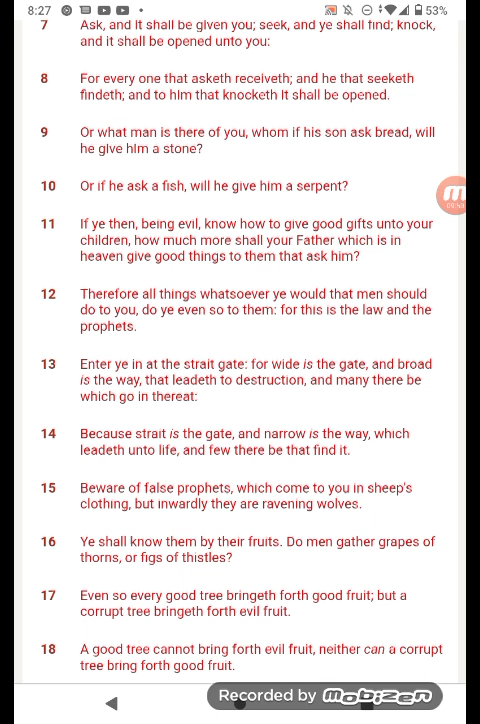 8:27 53%
7 Ask, and it shall be given you; seek, and ye shall find; knock,
and it shall be opened unto you:
8 For every one that asketh receiveth; and he that seeketh
findeth; and to him that knocketh it shall be opened.
9 Or what man is there of you, whom if his son ask bread, will
he give him a stone?
10 Or if he ask a fish, will he give him a serpent?
11 If ye then, being evil, know how to give good gifts unto your
children, how much more shall your Father which is in
heaven give good things to them that ask him?
12 Therefore all things whatsoever ye would that men should
do to you, do ye even so to them: for this is the law and the
prophets.
13 Enter ye in at the strait gate: for wide is the gate, and broad
is the way, that leadeth to destruction, and many there be
which go in thereat:
14 Because strait is the gate, and narrow is the way, which
leadeth unto life, and few there be that find it.
15 Beware of false prophets, which come to you in sheep's
clothing, but inwardly they are ravening wolves.
16 Ye shall know them by their fruits. Do men gather grapes of
thorns, or figs of thistles?
17 Even so every good tree bringeth forth good fruit; but a
corrupt tree bringeth forth evil fruit.
18 A good tree cannot bring forth evil fruit, neither can a corrupt
tree bring forth good fruit.
Recorded by mobizen